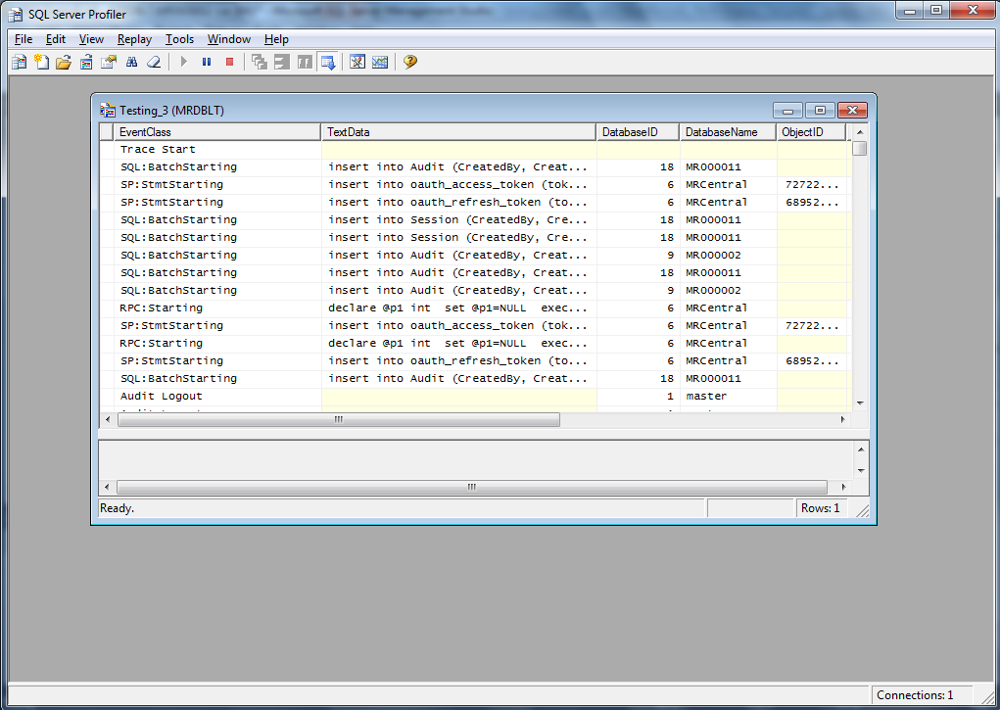 SQL Server Profiler
File Edit View Replay Tools Window Help
Testing_3 (MRDBLT)
EventClass TextData DatabaseID DatabaseName ObjectID
Trace Start
SQL:BatchStarting insert into Audit (CreatedBy, Creat... 18 MR000011
SP:StmtStarting insert into oauth_access_token (tok... 6 MRCentral 72722...
SP:StmtStarting insert into oauth_refresh_token (to... 6 MRCentral 68952...
SQL:BatchStarting insert into Session (CreatedBy, Cre... 18 MR000011
SQL:BatchStarting insert into Session (CreatedBy, Cre... 18 MR000011
SQL:BatchStarting insert into Audit (CreatedBy, Creat... 9 MR000002
SQL:BatchStarting insert into Audit (CreatedBy, Creat... 18 MR000011
SQL:BatchStarting insert into Audit (CreatedBy, Creat... 9 MR000002
RPC:Starting declare @p1 int set @p1=NULL exec... 6 MRCentral
SP:StmtStarting insert into oauth_access_token (tok... 6 MRCentral 72722...
RPC:Starting declare @p1 int set @p1=NULL exec... 6 MRCentral
SP:StmtStarting insert into oauth_refresh_token (to... 6 MRCentral 68952...
SQL:BatchStarting insert into Audit (CreatedBy, Creat... 18 MR000011
Audit Logout 1 master
Ready. Rows: 1
Connections: 1